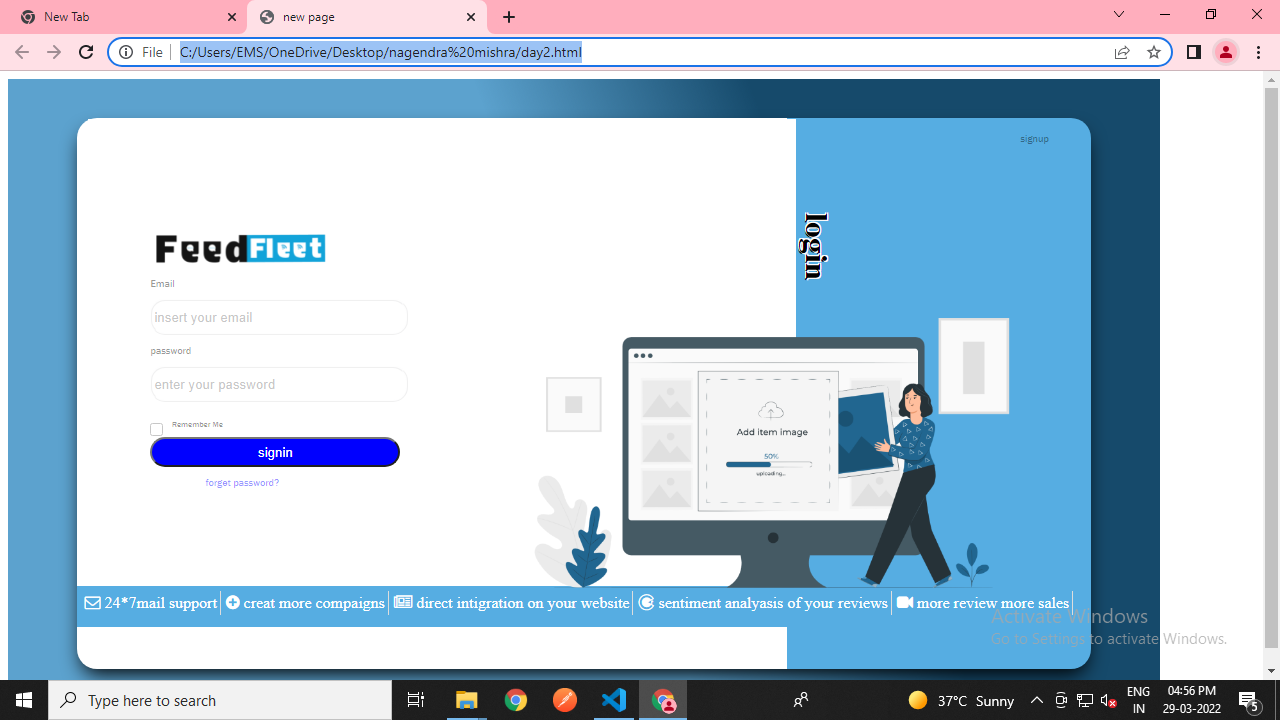 New Tab
new page
File
C:/Users/EMS/OneDrive/Desktop/nagendra%20mishra/day2.html
signup
login
FeedFleet
Email
insert your email
password
enter your password
Remember Me
signin
forget password?
Add item image
50%
uploading...
24*7mail support
creat more compaigns
direct intigration on your website
sentiment analyasis of your reviews
more review more sales
Activate Windows
Go to Settings to activate Windows.
Type here to search
37°C Sunny
ENG
IN
04:56 PM
29-03-2022
5